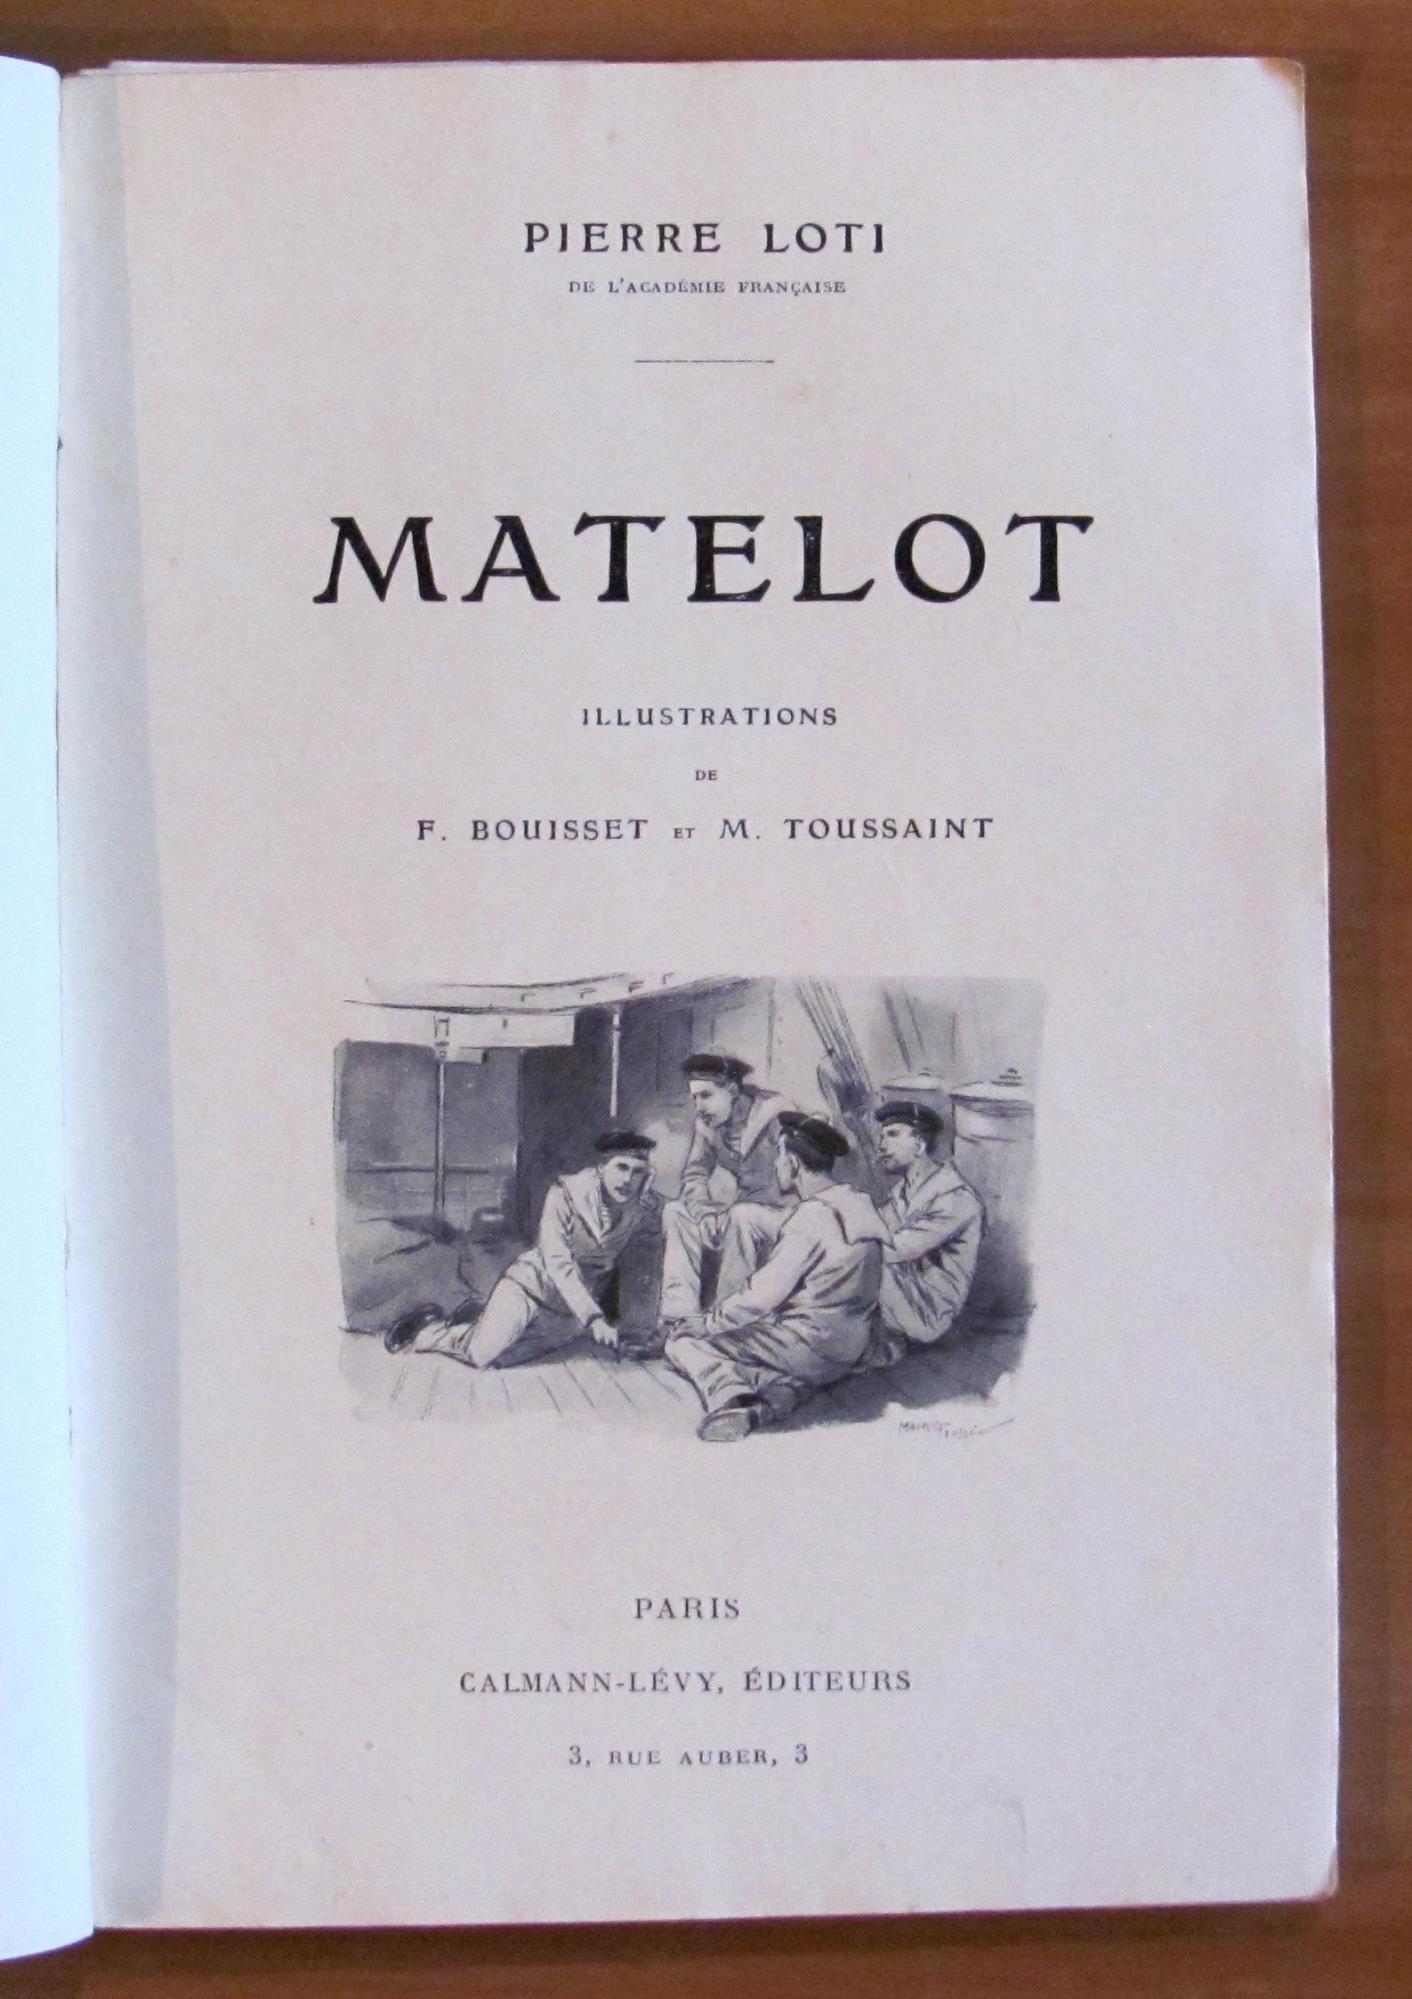 PIERRE LOTI
DE L'ACADÉMIE FRANÇAISE
MATELOT
ILLUSTRATIONS
DE
F. BOUISSET ET M. TOUSSAINT
PARIS
CALMANN-LÉVY, ÉDITEURS
3, RUE AUBER, 3